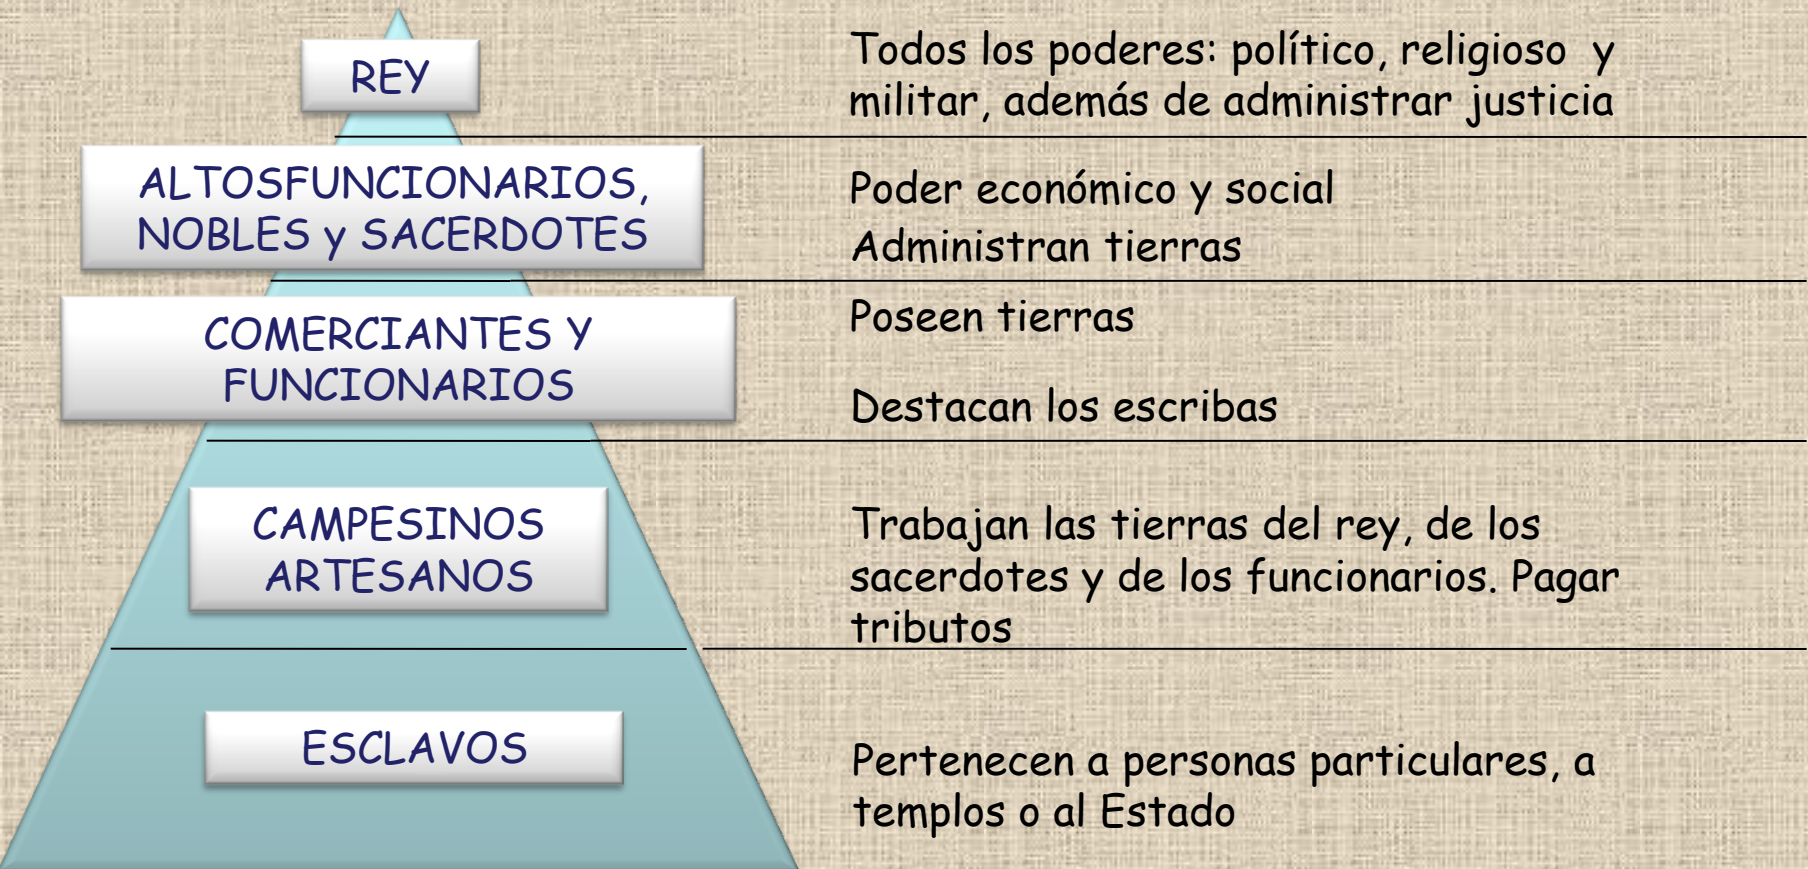 REY
Todos los poderes: político, religioso y
militar, además de administrar justicia
ALTOSFUNCIONARIOS,
NOBLES y SACERDOTES
Poder económico y social
Administran tierras
COMERCIANTES Y
FUNCIONARIOS
Poseen tierras
Destacan los escribas
CAMPESINOS
ARTESANOS
Trabajan las tierras del rey, de los
sacerdotes y de los funcionarios. Pagar
tributos
ESCLAVOS
Pertenecen a personas particulares, a
templos o al Estado